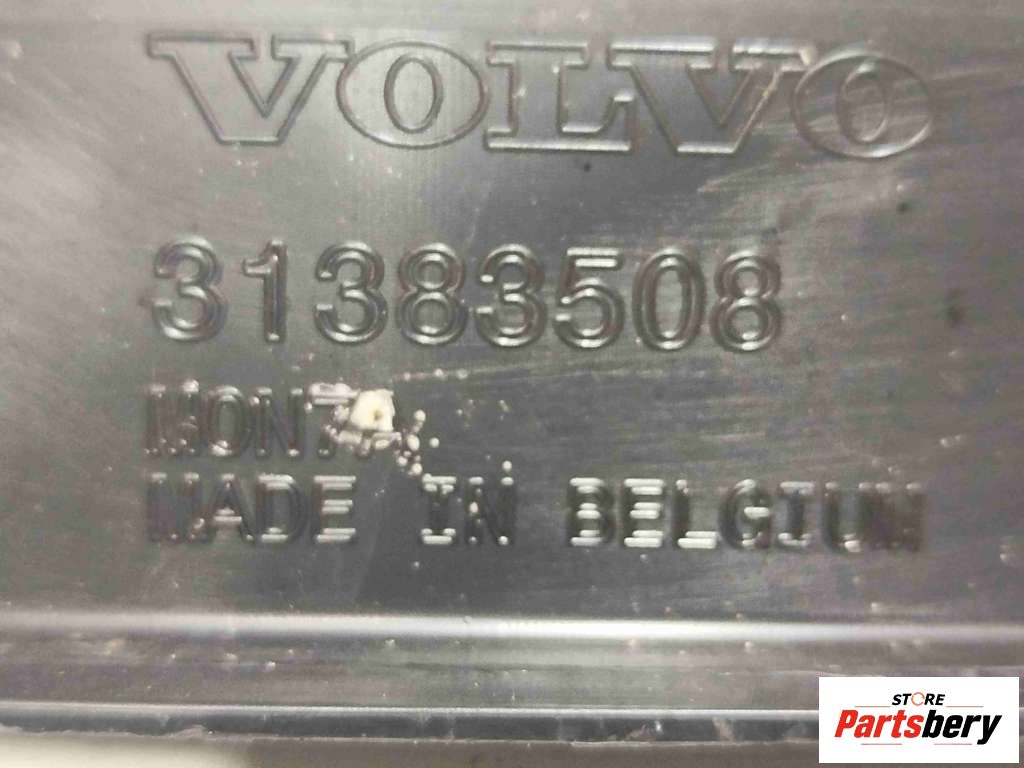 VOLVO
31383508
MADE IN BELGIUM
STORE
Partsbery